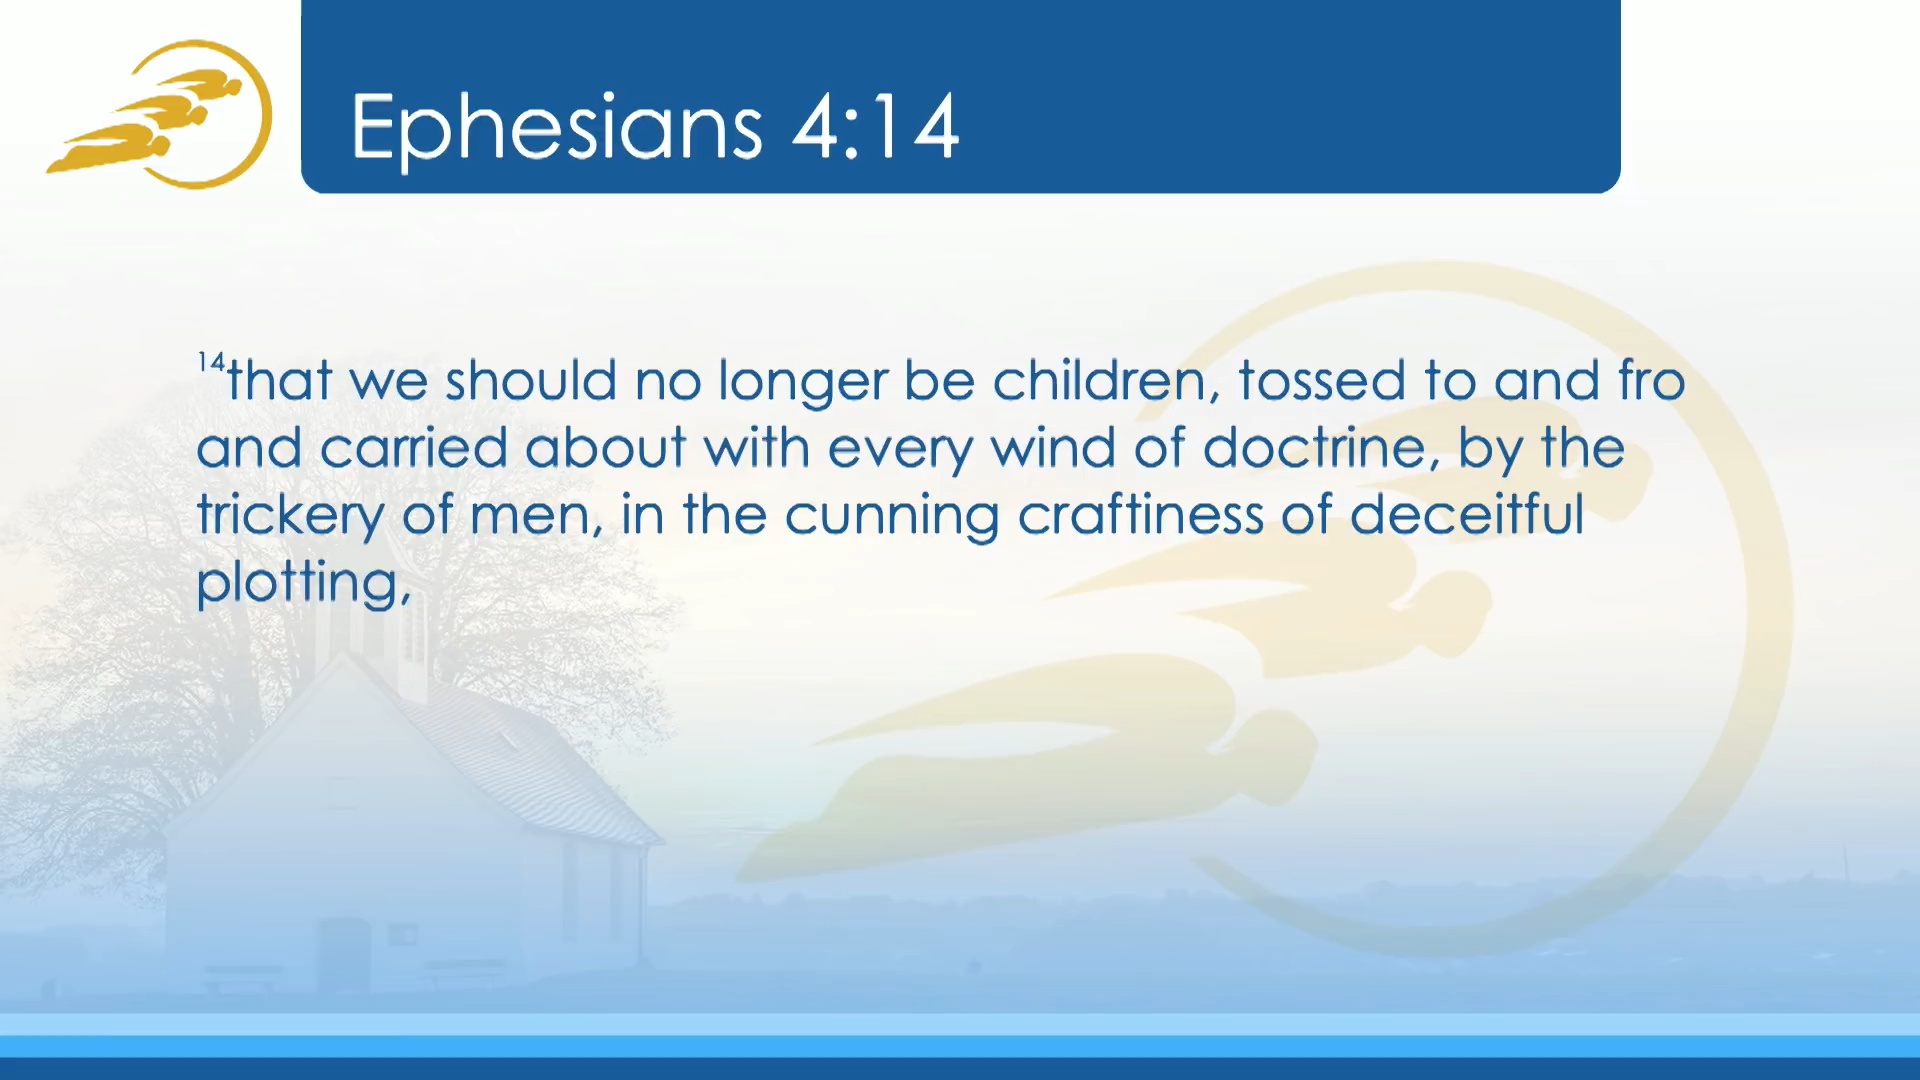 Ephesians 4:14
14that we should no longer be children, tossed to and fro
and carried about with every wind of doctrine, by the
trickery of men, in the cunning craftiness of deceitful
plotting,